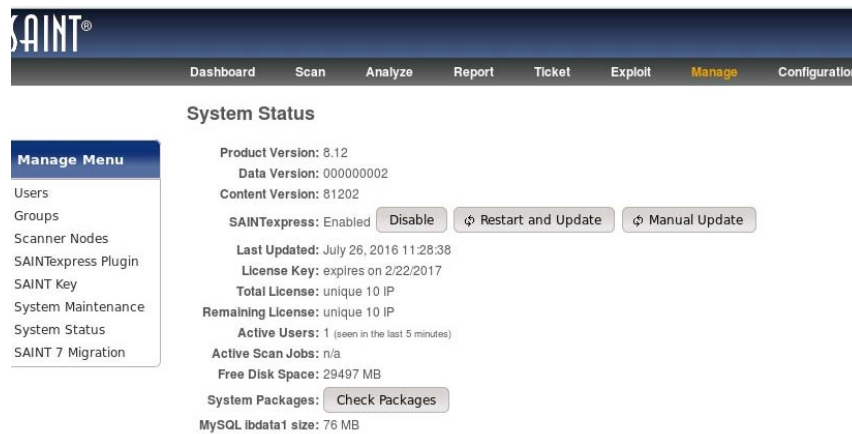 SAINT®
Dashboard Scan Analyze Report Ticket Exploit Manage
System Status
Manage Menu
Users
Groups
Scanner Nodes
SAINTexpress Plugin
SAINT Key
System Maintenance
System Status
SAINT 7 Migration
Product Version: 8.12
Data Version: 000000002
Content Version: 81202
SAINTexpress: Enabled Disable Restart and Update Manual Update
Last Updated: July 26, 2016 11:28:38
License Key: expires on 2/22/2017
Total License: unique 10 IP
Remaining License: unique 10 IP
Active Users: 1 (seen in the last 5 minutes)
Active Scan Jobs: n/a
Free Disk Space: 29497 MB
System Packages: Check Packages
MySQL ibdata1 size: 76 MB